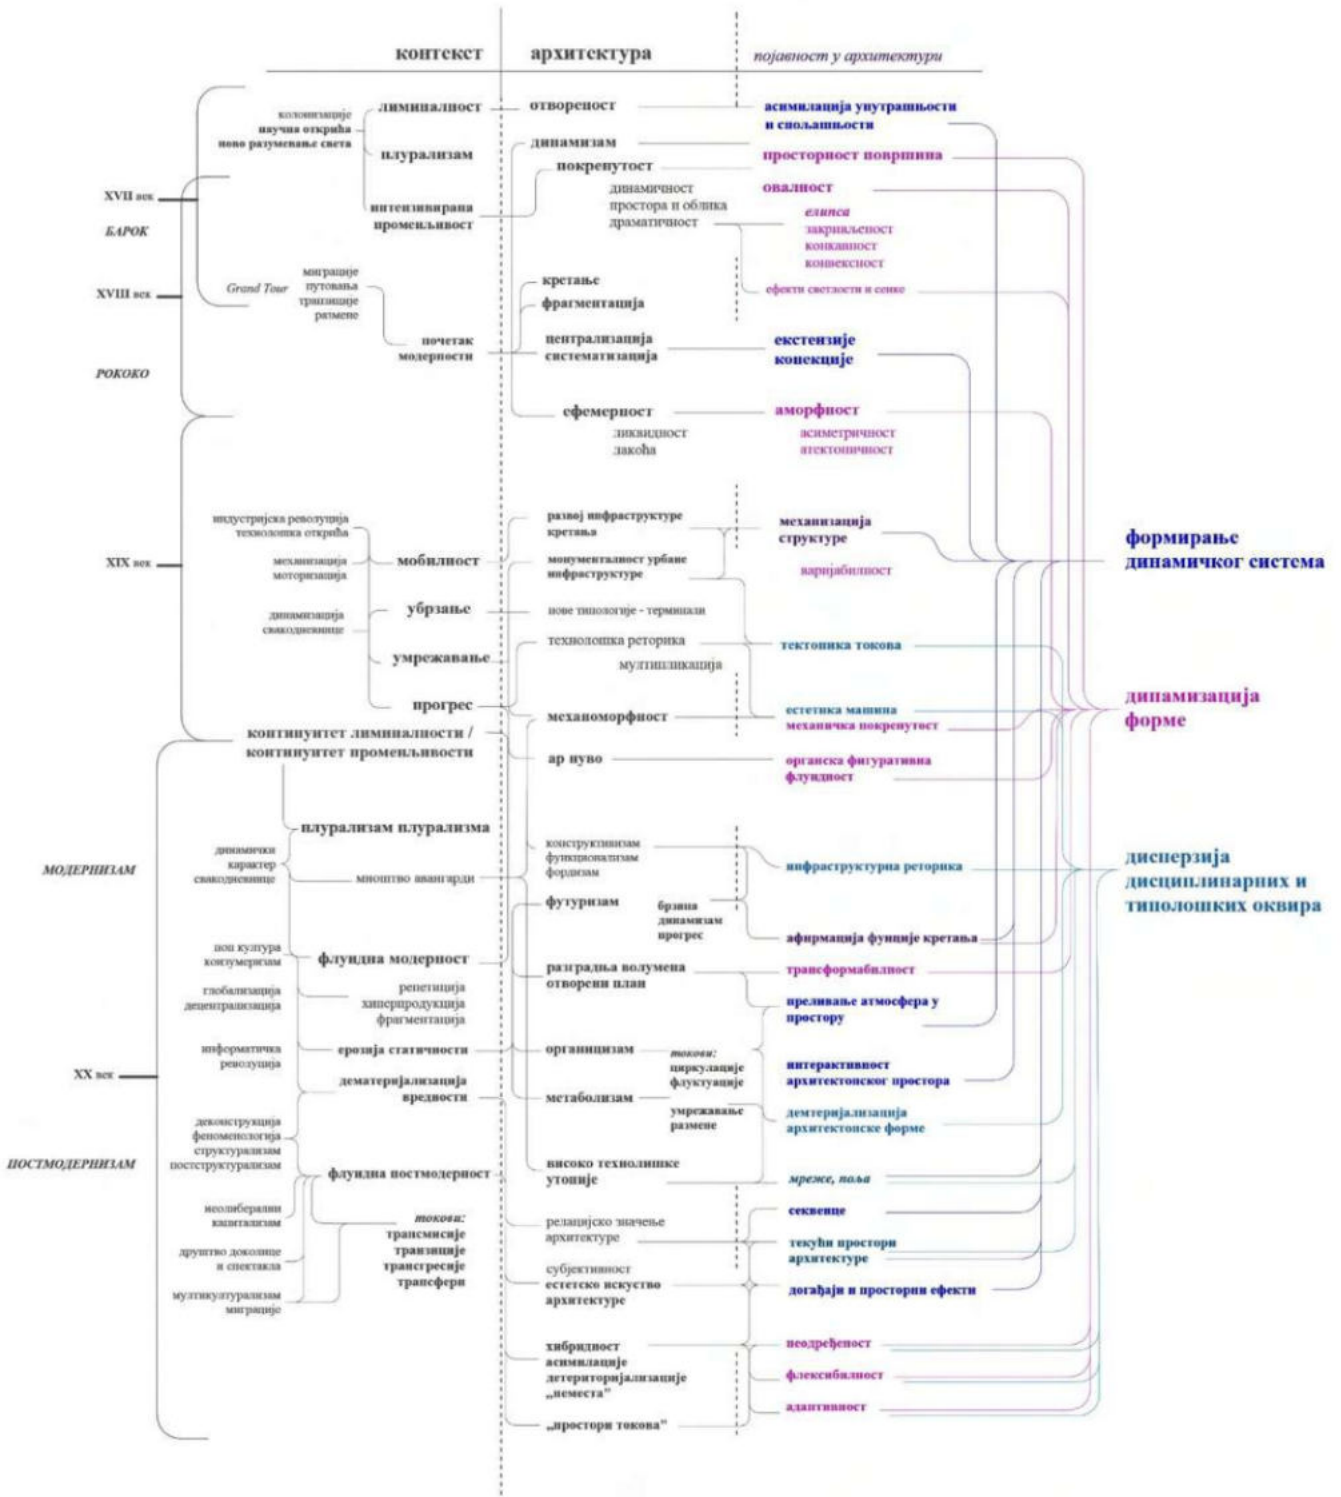 контекст
архитектура
појавност у архитектури
колонизације
научна открића
ново разумевање света
лиминалност
плурализам
интензивирана
променљивост
отвореност
динамизам
покренутост
динамичност
простора и облика
драматичност
асимилација унутрашњости
и спољашњости
просторност површина
овалност
елипса
закривљеност
конкавност
конвексност
ефекти светлости и сенке
XVII век
БАРОК
XVIII век
РОКОКО
Grand Tour
миграције
путовања
транзиције
размене
почетак
модерности
кретање
фрагментација
централизација
систематизација
ефемерност
ликвидност
лакоћа
екстензије
конекције
аморфност
асиметричност
атектоничност
XIX век
индустријска револуција
технолошка открића
механизација
моторизација
динамизација
свакодневнице
мобилност
убрзање
умрежавање
прогрес
развој инфраструктуре
кретања
монументалност урбане
инфраструктуре
нове типологије - терминали
технолошка реторика
мултипликација
механоморфност
ар нуво
механизација
структуре
варијабилност
тектоника токова
естетика машина
механичка покренутост
органска фигуративна
флуидност
формирање
динамичког система
динамизација
форме
дисперзија
дисциплинарних и
типолошких оквира
континуитет лиминалности /
континуитет променљивости
МОДЕРНИЗАМ
XX век
ПОСТМОДЕРНИЗАМ
плурализам плурализма
динамички
карактер
свакодневнице
мноштво авангарди
поп култура
конзумеризам
флуидна модерност
глобализација
децентрализација
репетиција
хиперпродукција
фрагментација
информатичка
револуција
ерозија статичности
дематеријализација
вредности
деконструкција
феноменологија
структурализам
постструктурализам
флуидна постмодерност
неолиберални
капитализам
друштво доколице
и спектакла
мултикултурализам
миграције
токови:
трансмисије
транзиције
трансгресије
трансфери
конструктивизам
функционализам
фордизам
футуризам
брзина
динамизам
прогрес
разградња волумена
отворени план
органицизам
токови:
циркулације
флуктуације
метаболизам
умрежавање
размене
високо технолишке
утопије
релацијско значење
архитектуре
субјективност
естетско искуство
архитектуре
хибридност
асимилације
детериторијализације
„неместа"
„простори токова"
инфраструктурна реторика
афирмација фунције кретања
трансформабилност
преливање атмосфера у
простору
интерактивност
архитектонског простора
демтеријализација
архитектонске форме
мреже, поља
секвенце
текући простори
архитектуре
догађаји и просторни ефекти
неодређеност
флексибилност
адаптивност